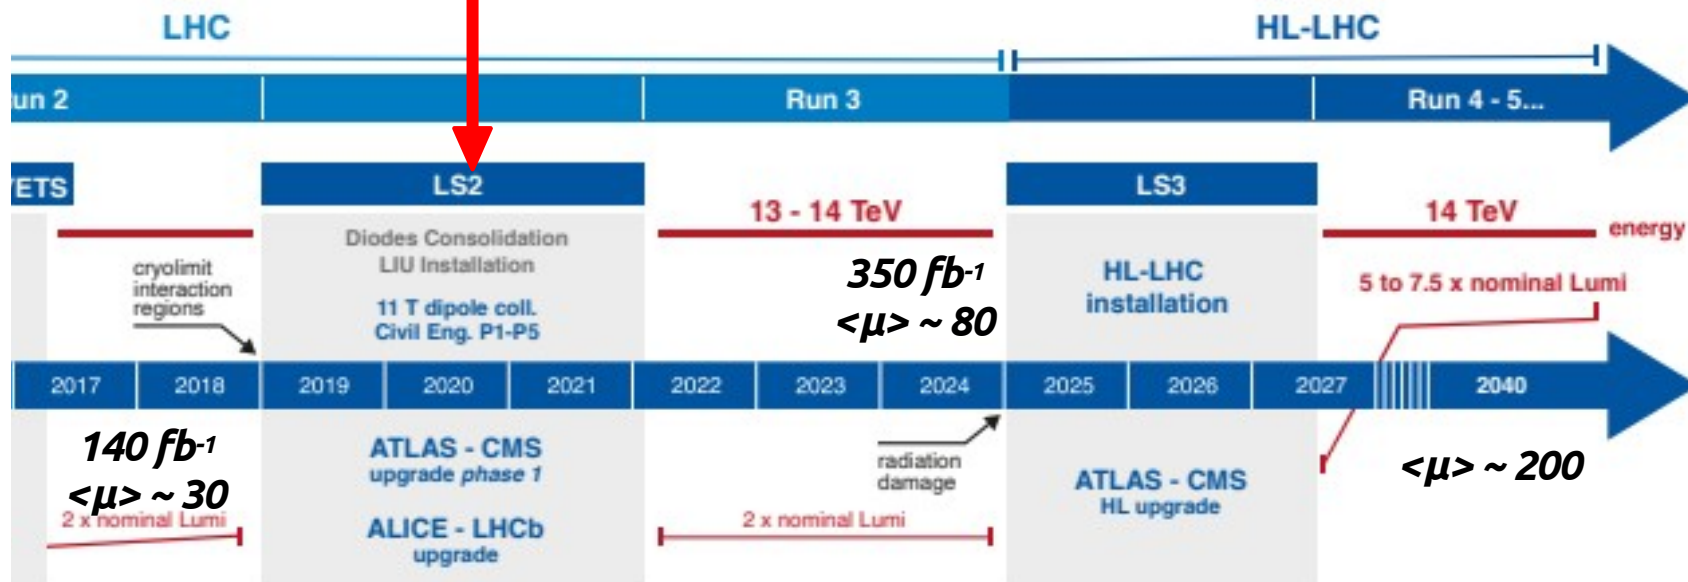 LHC
HL-LHC
un 2
Run 3
Run 4 - 5...
ETS
LS2
LS3
13 - 14 TeV
14 TeV
energy
Diodes Consolidation
LIU Installation
11 T dipole coll.
Civil Eng. P1-P5
cryolimit
interaction
regions
350 fb-1
<μ> ~ 80
HL-LHC
installation
5 to 7.5 x nominal Lumi
2017
2018
2019
2020
2021
2022
2023
2024
2025
2026
2027
2040
140 fb-1
<μ> ~ 30
2 x nominal Lumi
ATLAS - CMS
upgrade phase 1
ALICE - LHCb
upgrade
radiation
damage
2 x nominal Lumi
ATLAS - CMS
HL upgrade
<μ> ~ 200